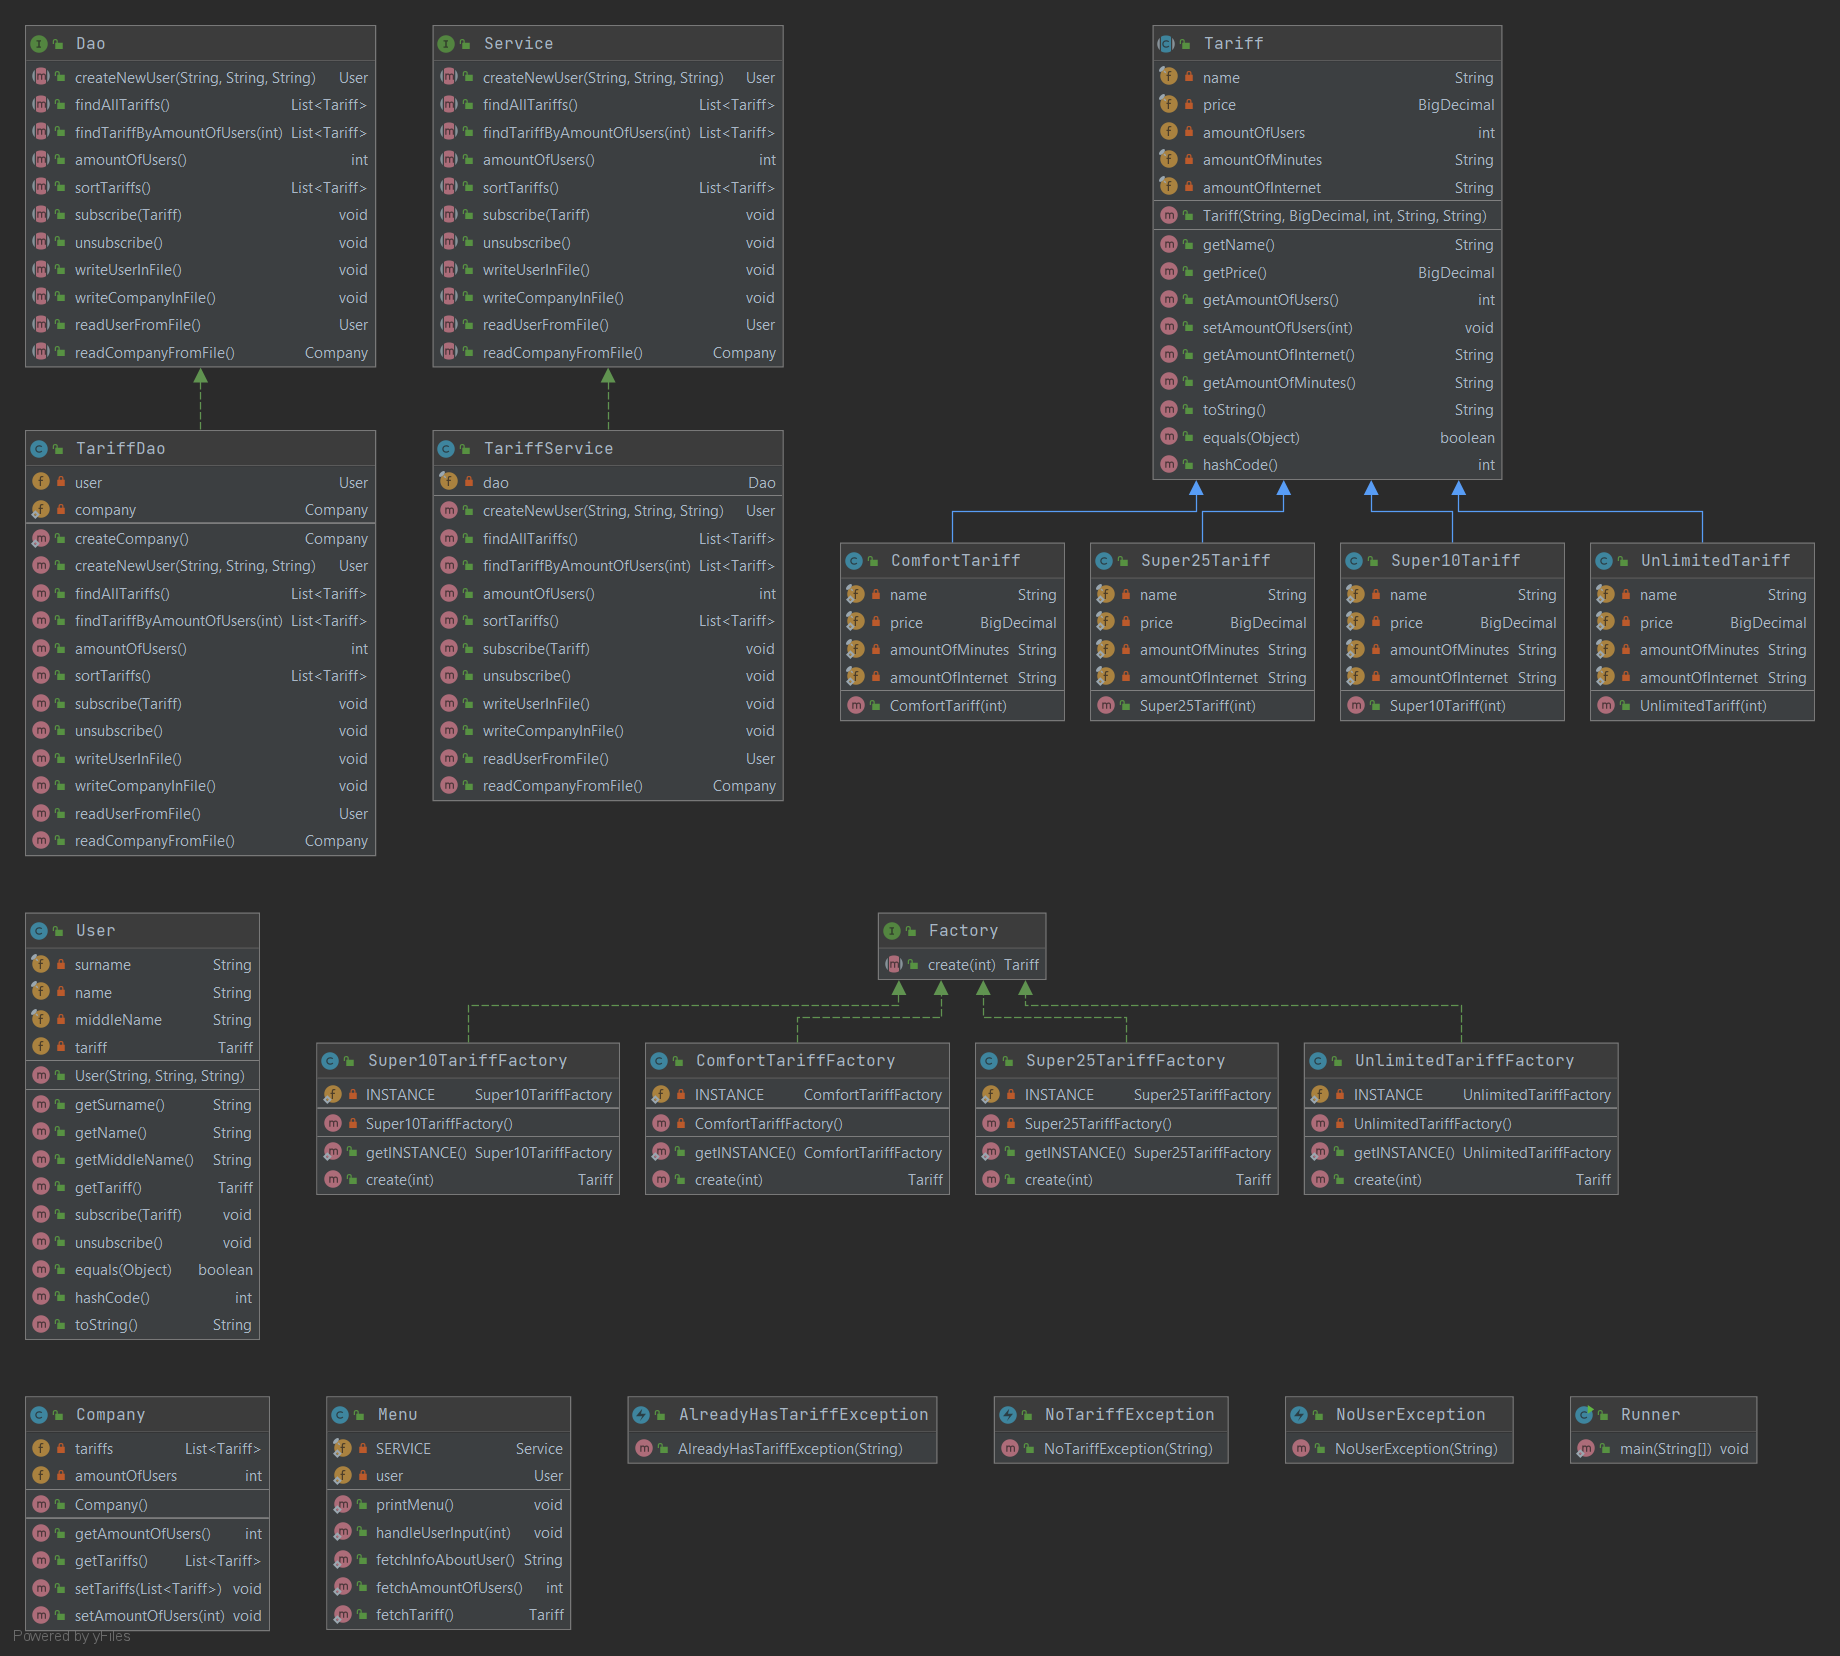 Dao
createNewUser(String, String, String) User
findAllTariffs() List<Tariff>
findTariffByAmountOfUsers(int) List<Tariff>
amountOfUsers() int
sortTariffs() List<Tariff>
subscribe(Tariff) void
unsubscribe() void
writeUserInFile() void
writeCompanyInFile() void
readUserFromFile() User
readCompanyFromFile() Company
Service
createNewUser(String, String, String) User
findAllTariffs() List<Tariff>
findTariffByAmountOfUsers(int) List<Tariff>
amountOfUsers() int
sortTariffs() List<Tariff>
subscribe(Tariff) void
unsubscribe() void
writeUserInFile() void
writeCompanyInFile() void
readUserFromFile() User
readCompanyFromFile() Company
Tariff
name String
price BigDecimal
amountOfUsers int
amountOfMinutes String
amountOfInternet String
Tariff(String, BigDecimal, int, String, String)
getName() String
getPrice() BigDecimal
getAmountOfUsers() int
setAmountOfUsers(int) void
getAmountOfInternet() String
getAmountOfMinutes() String
toString() String
equals(Object) boolean
hashCode() int
TariffDao
user User
company Company
createCompany() Company
createNewUser(String, String, String) User
findAllTariffs() List<Tariff>
findTariffByAmountOfUsers(int) List<Tariff>
amountOfUsers() int
sortTariffs() List<Tariff>
subscribe(Tariff) void
unsubscribe() void
writeUserInFile() void
writeCompanyInFile() void
readUserFromFile() User
readCompanyFromFile() Company
TariffService
dao Dao
createNewUser(String, String, String) User
findAllTariffs() List<Tariff>
findTariffByAmountOfUsers(int) List<Tariff>
amountOfUsers() int
sortTariffs() List<Tariff>
subscribe(Tariff) void
unsubscribe() void
writeUserInFile() void
writeCompanyInFile() void
readUserFromFile() User
readCompanyFromFile() Company
ComfortTariff
name String
price BigDecimal
amountOfMinutes String
amountOfInternet String
ComfortTariff(int)
Super25Tariff
name String
price BigDecimal
amountOfMinutes String
amountOfInternet String
Super25Tariff(int)
Super10Tariff
name String
price BigDecimal
amountOfMinutes String
amountOfInternet String
Super10Tariff(int)
UnlimitedTariff
name String
price BigDecimal
amountOfMinutes String
amountOfInternet String
UnlimitedTariff(int)
User
surname String
name String
middleName String
tariff Tariff
User(String, String, String)
getSurname() String
getName() String
getMiddleName() String
getTariff() Tariff
subscribe(Tariff) void
unsubscribe() void
equals(Object) boolean
hashCode() int
toString() String
Factory
create(int) Tariff
Super10TariffFactory
INSTANCE Super10TariffFactory
Super10TariffFactory()
getINSTANCE() Super10TariffFactory
create(int) Tariff
ComfortTariffFactory
INSTANCE ComfortTariffFactory
ComfortTariffFactory()
getINSTANCE() ComfortTariffFactory
create(int) Tariff
Super25TariffFactory
INSTANCE Super25TariffFactory
Super25TariffFactory()
getINSTANCE() Super25TariffFactory
create(int) Tariff
UnlimitedTariffFactory
INSTANCE UnlimitedTariffFactory
UnlimitedTariffFactory()
getINSTANCE() UnlimitedTariffFactory
create(int) Tariff
Company
tariffs List<Tariff>
amountOfUsers int
Company()
getAmountOfUsers() int
getTariffs() List<Tariff>
setTariffs(List<Tariff>) void
setAmountOfUsers(int) void
Menu
SERVICE Service
user User
printMenu() void
handleUserInput(int) void
fetchInfoAboutUser() String
fetchAmountOfUsers() int
fetchTariff() Tariff
AlreadyHasTariffException
AlreadyHasTariffException(String)
NoTariffException
NoTariffException(String)
NoUserException
NoUserException(String)
Runner
main(String[]) void
Powered by yFiles